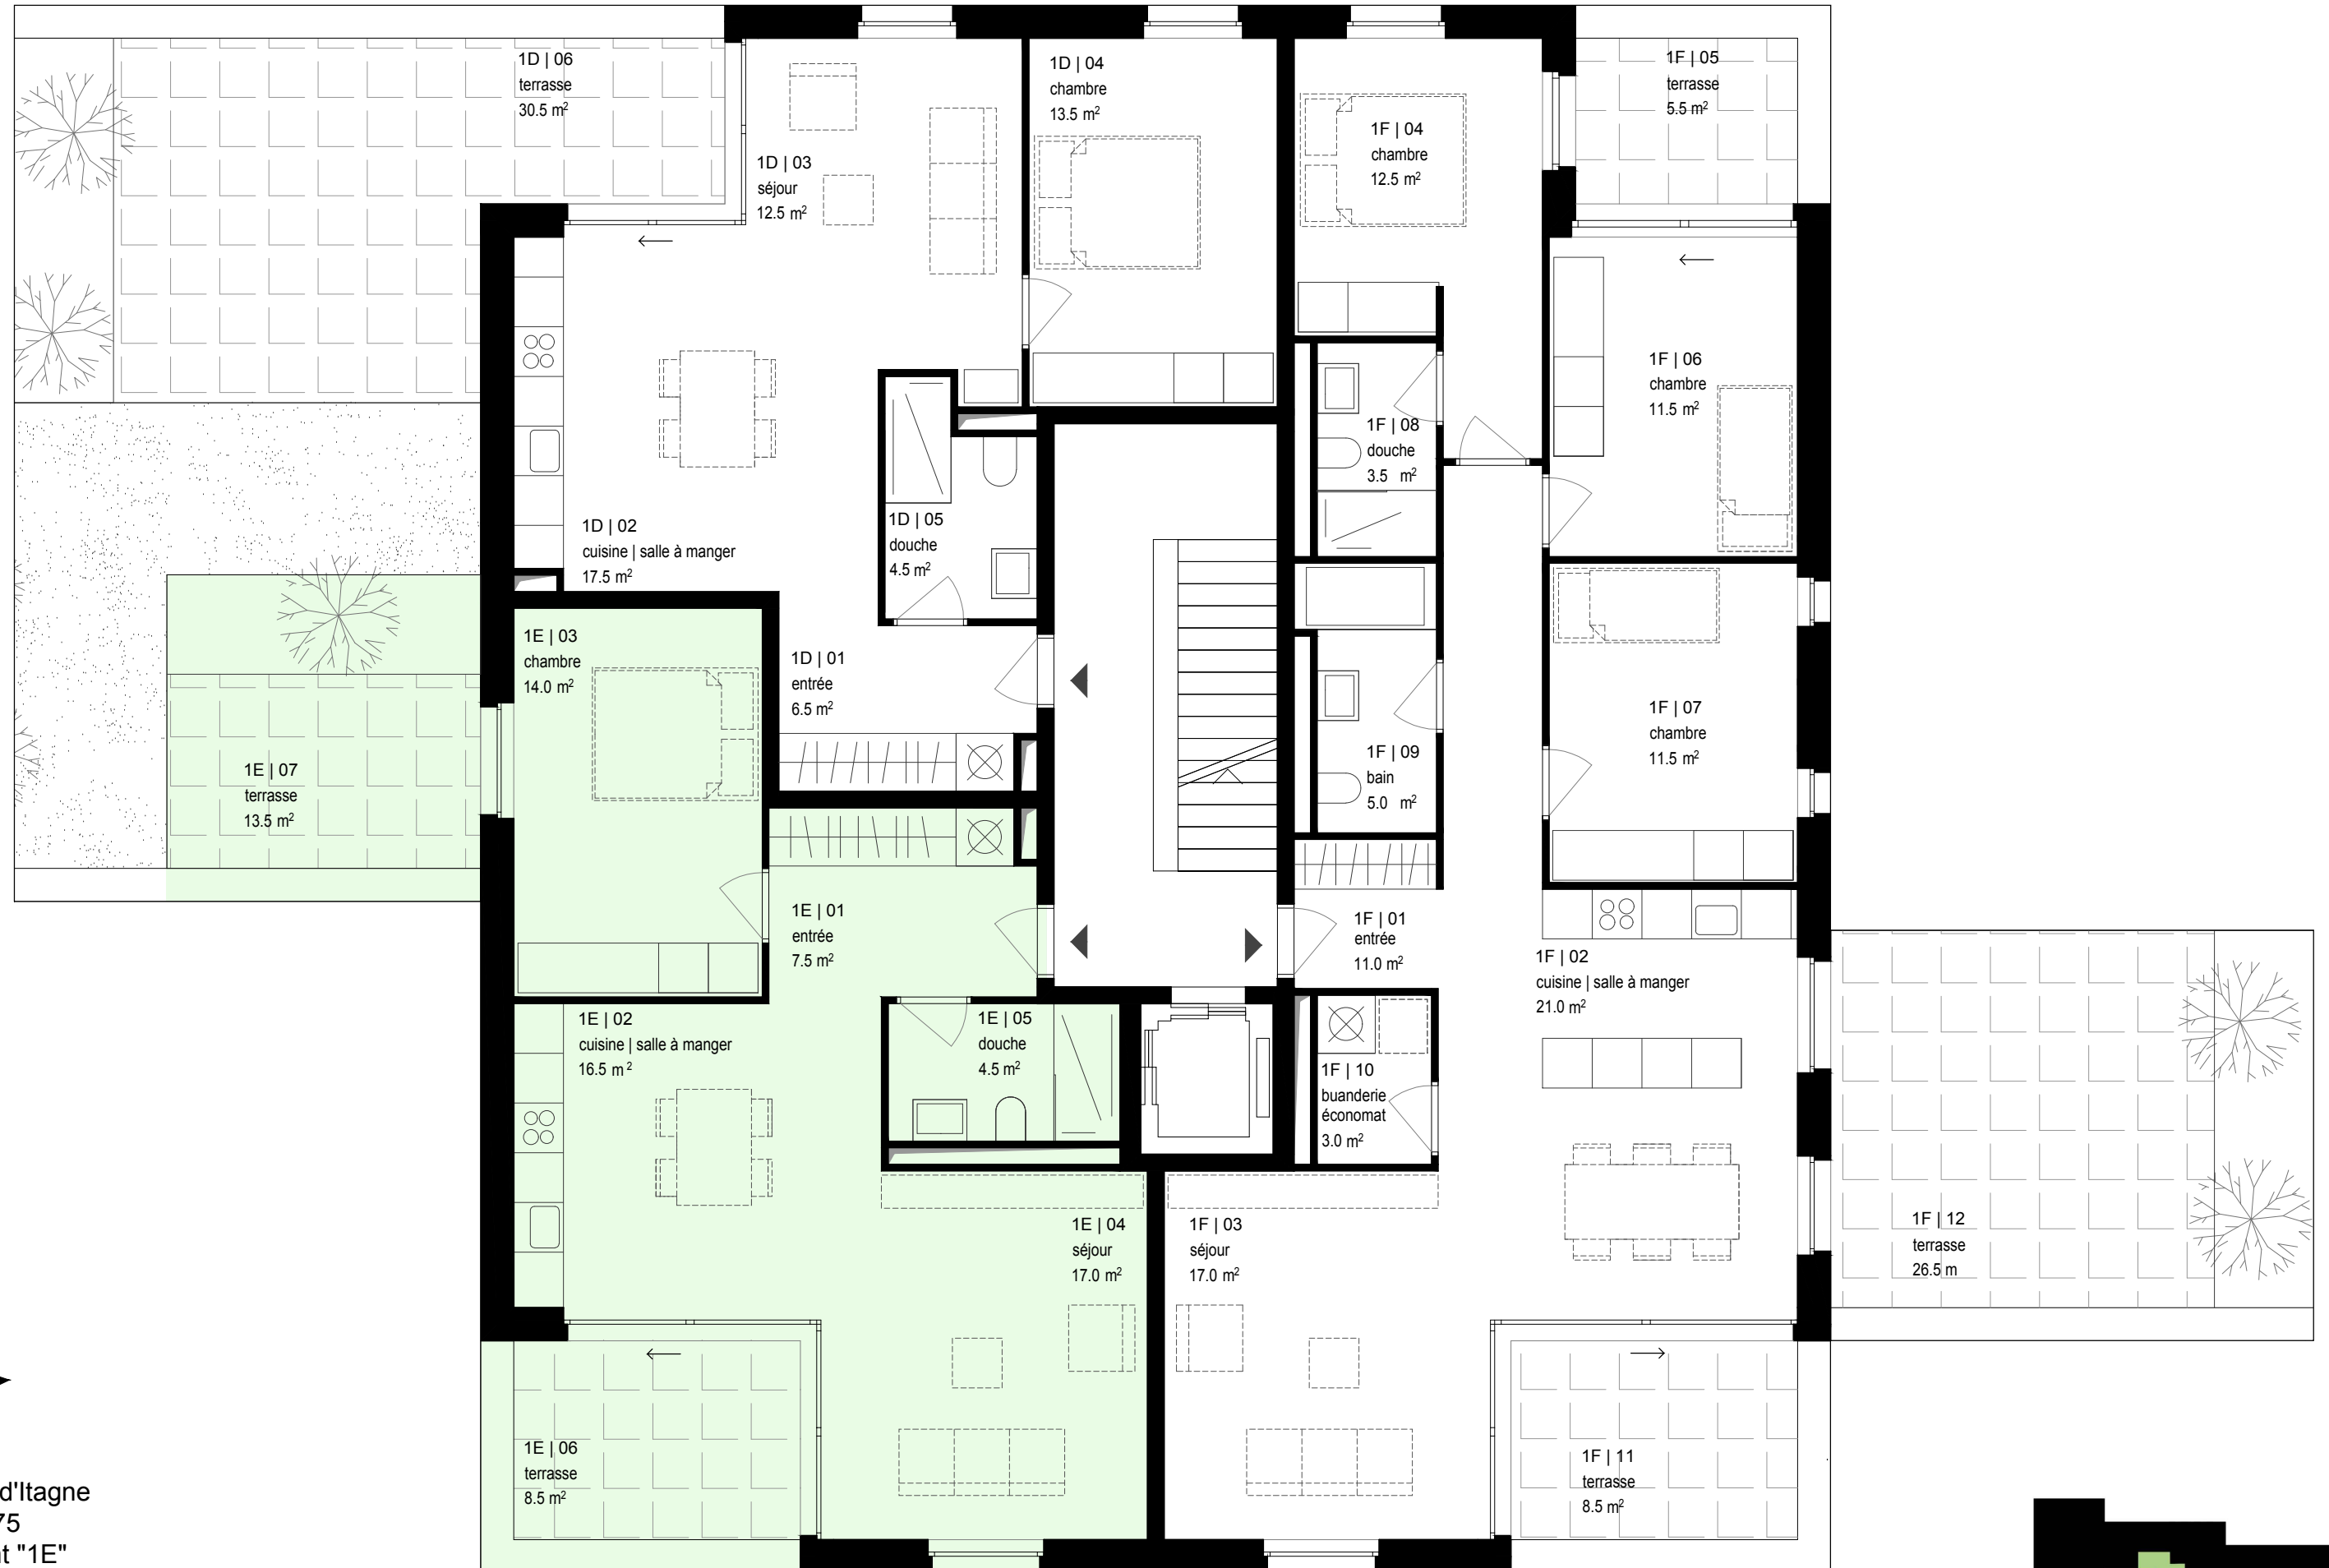 1D | 06
terrasse
30.5 m²
1D | 03
séjour
12.5 m²
1D | 04
chambre
13.5 m²
1F | 04
chambre
12.5 m²
1F | 05
terrasse
5.5 m²
1F | 06
chambre
11.5 m²
1F | 08
douche
3.5 m²
1D | 02
cuisine | salle à manger
17.5 m²
1D | 05
douche
4.5 m²
1E | 03
chambre
14.0 m²
1D | 01
entrée
6.5 m²
1F | 07
chambre
11.5 m²
1E | 07
terrasse
13.5 m²
1F | 09
bain
5.0 m²
1E | 01
entrée
7.5 m²
1F | 01
entrée
11.0 m²
1F | 02
cuisine | salle à manger
21.0 m²
1E | 02
cuisine | salle à manger
16.5 m²
1E | 05
douche
4.5 m²
1F | 10
buanderie
économat
3.0 m²
1E | 04
séjour
17.0 m²
1F | 03
séjour
17.0 m²
1F | 12
terrasse
26.5 m
1E | 06
terrasse
8.5 m²
1F | 11
terrasse
8.5 m²
d'Itagne
75
"1E"